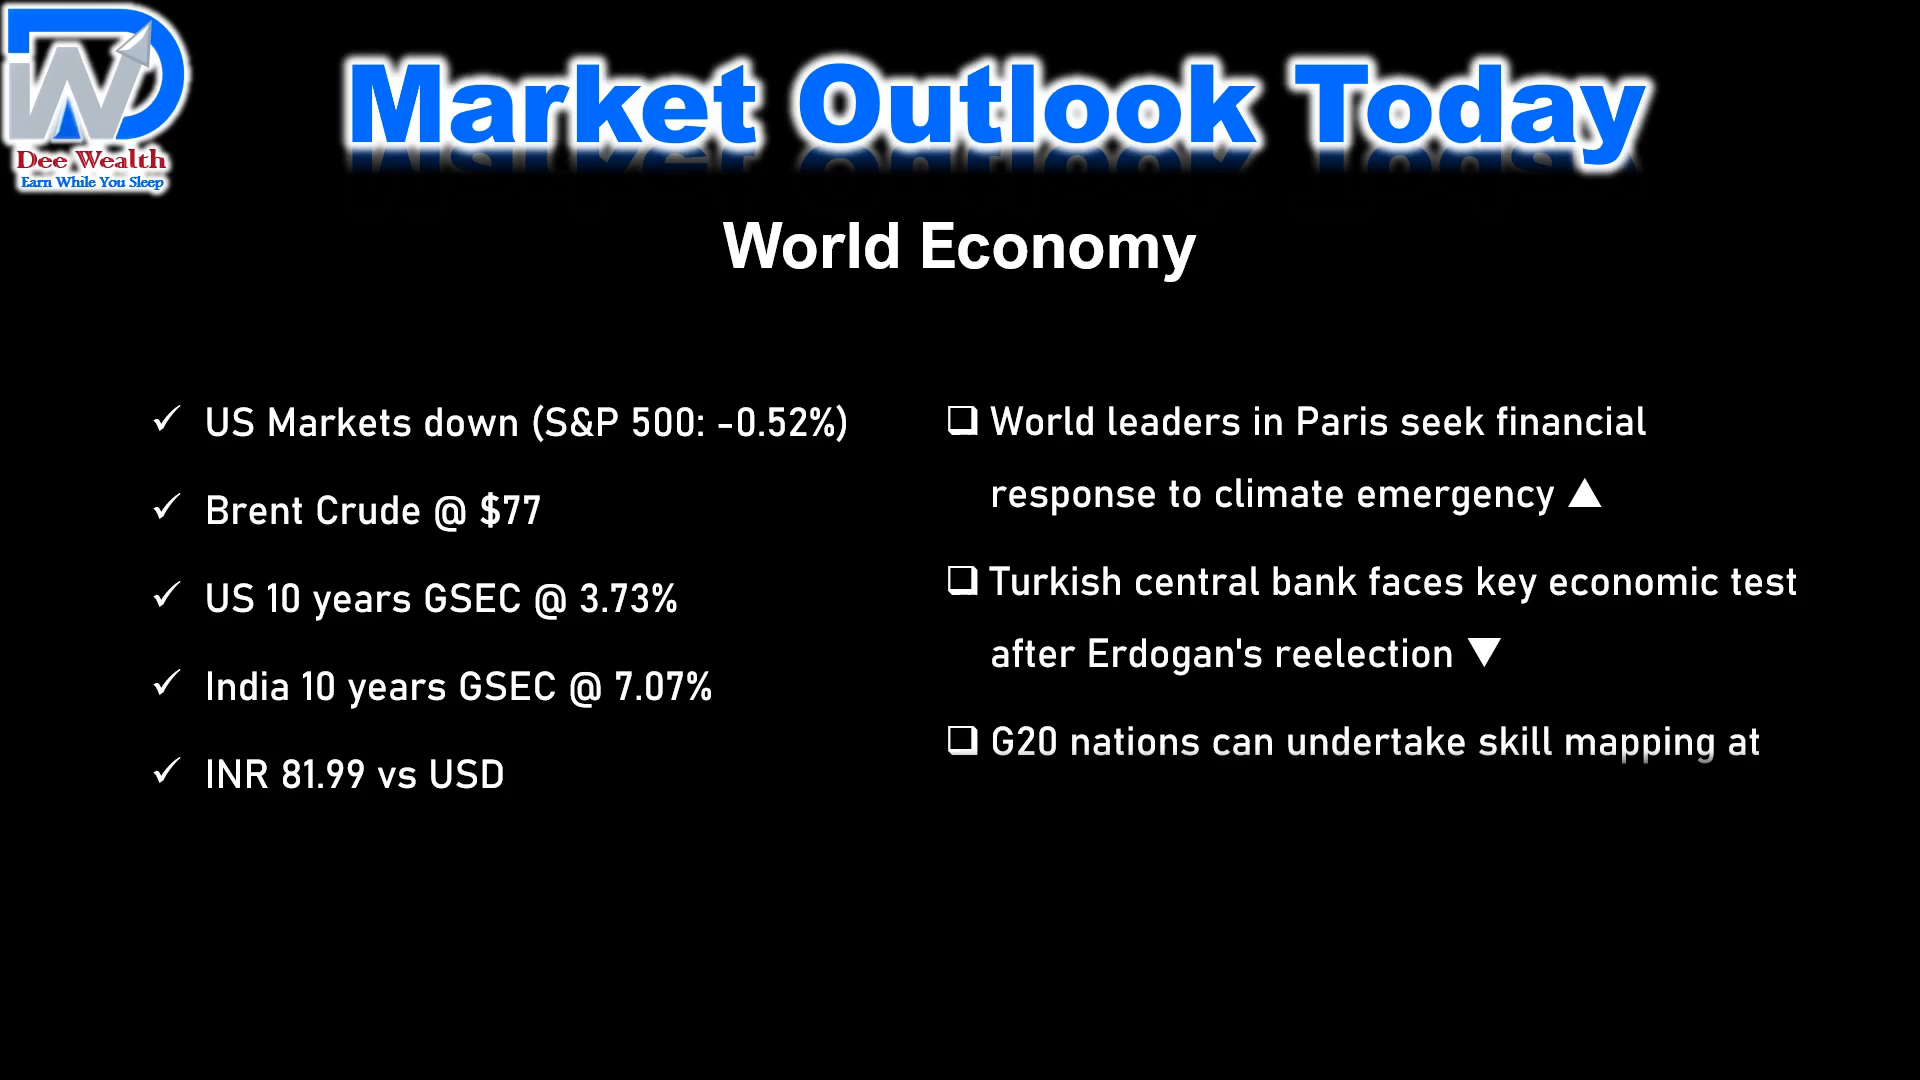 Dee Wealth
Earn While You Sleep
Market Outlook Today
World Economy
✓ US Markets down (S&P 500: -0.52%)
✓ Brent Crude @ $77
✓ US 10 years GSEC @ 3.73%
✓ India 10 years GSEC @ 7.07%
✓ INR 81.99 vs USD
❑ World leaders in Paris seek financial
response to climate emergency ▲
❑ Turkish central bank faces key economic test
after Erdogan's reelection ▼
❑ G20 nations can undertake skill mapping at